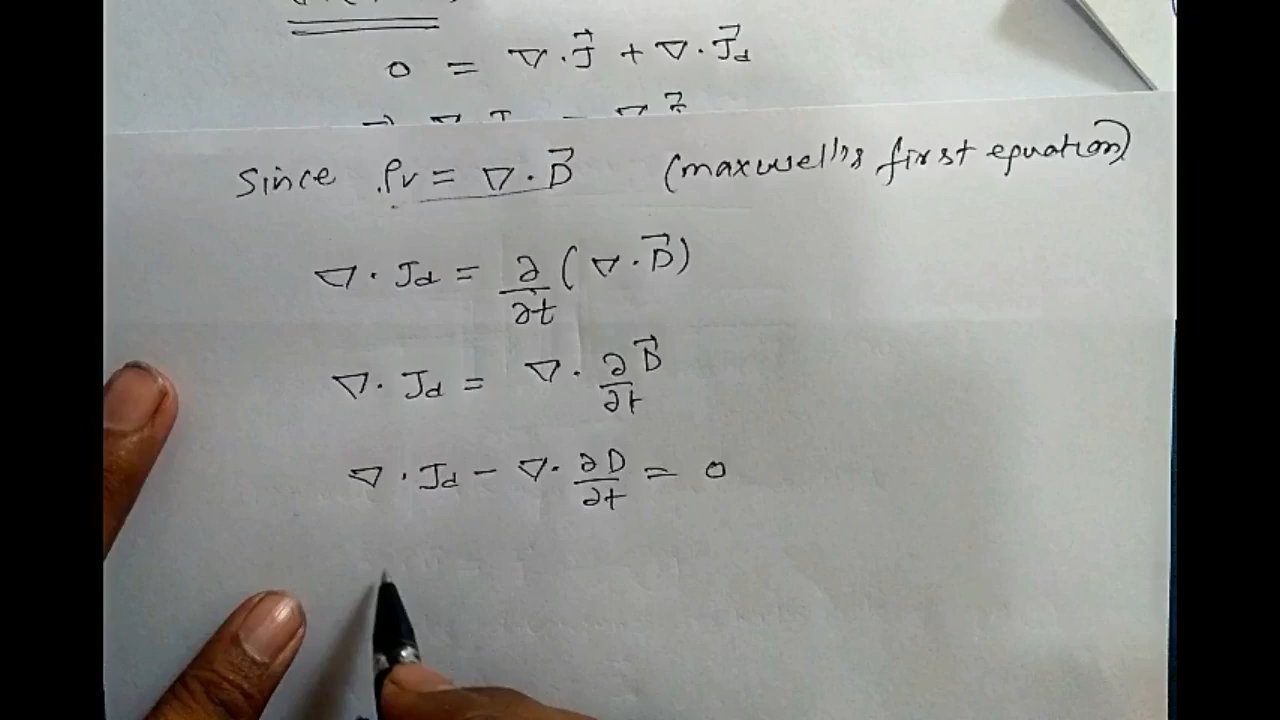 0 = ∇·J⃗ + ∇·J⃗d
Since ρv = ∇·D⃗ (maxwell's first equation)
∇·Jd = ∂/∂t (∇·D⃗)
∇·Jd = ∇·∂D⃗/∂t
∇·Jd − ∇·∂D/∂t = 0